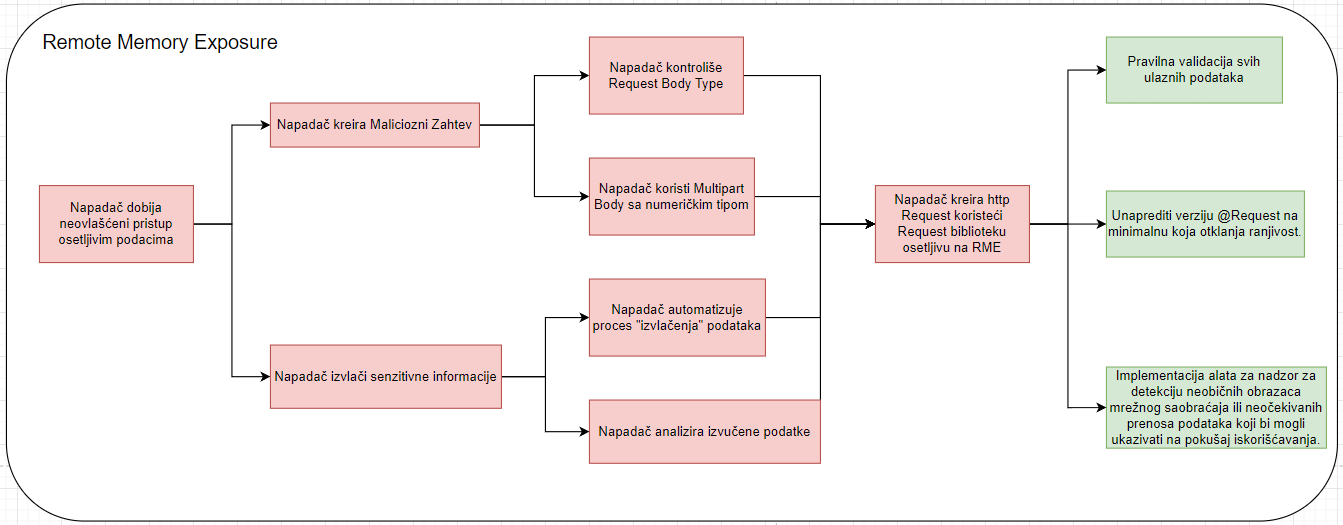 Remote Memory Exposure
Napadač dobija
neovlašćeni pristup
osetljivim podacima
Napadač kreira Maliciozni Zahtev
Napadač izvlači senzitivne informacije
Napadač kontroliše
Request Body Type
Napadač koristi Multipart
Body sa numeričkim tipom
Napadač automatizuje
proces "izvlačenja" podataka
Napadač analizira izvučene podatke
Napadač kreira http
Request koristeći
Request biblioteku
osetljivu na RME
Pravilna validacija svih
ulaznih podataka
Unaprediti verziju @Request na
minimalnu koja otklanja ranjivost.
Implementacija alata za nadzor za
detekciju neobičnih obrazaca
mrežnog saobraćaja ili neočekivanih
prenosa podataka koji bi mogli
ukazivati na pokušaj iskorišćavanja.